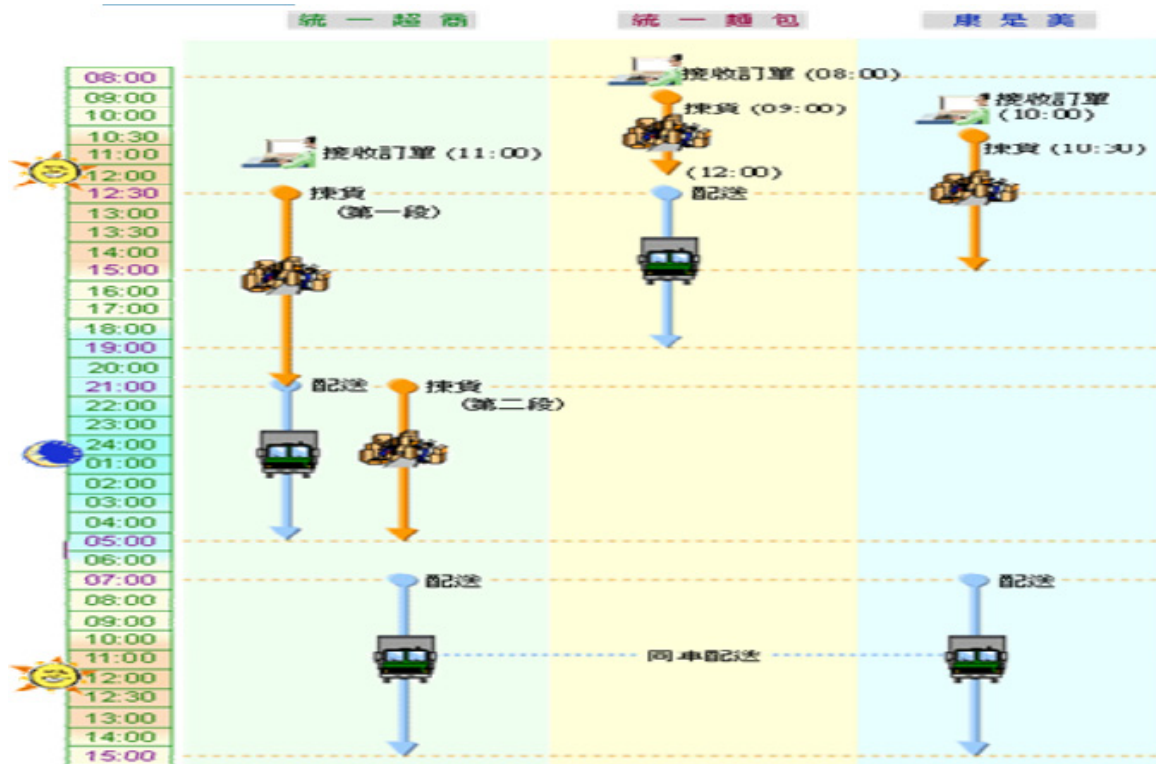 統一超商
統一麵包
康是美
08:00
09:00
10:00
10:30
11:00
12:00
12:30
13:00
13:30
14:00
15:00
16:00
17:00
18:00
19:00
20:00
21:00
22:00
23:00
24:00
01:00
02:00
03:00
04:00
05:00
06:00
07:00
08:00
09:00
10:00
11:00
12:00
12:30
13:00
14:00
15:00
接收訂單(11:00)
揀貨
(第一段)
配送
揀貨
(第二段)
配送
接收訂單(08:00)
揀貨(09:00)
(12:00)
配送
同車配送
接收訂單
(10:00)
揀貨(10:30)
配送